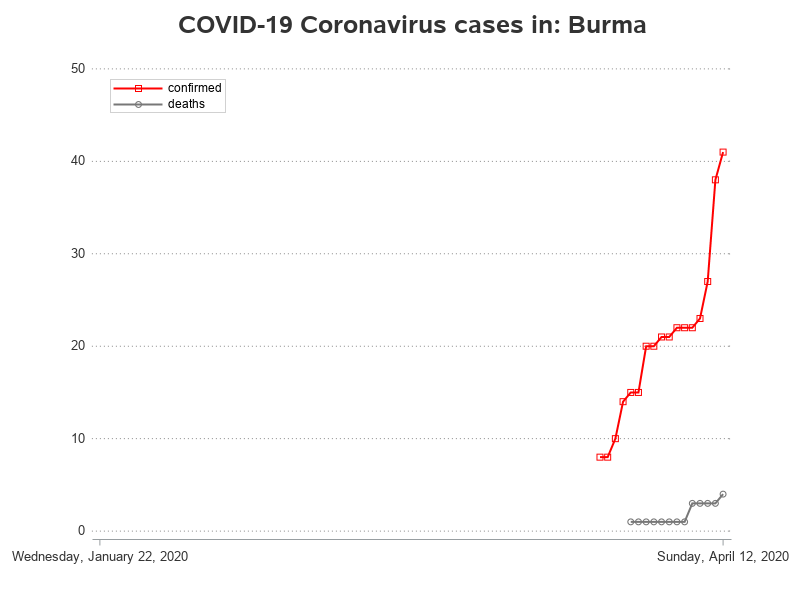 COVID-19 Coronavirus cases in: Burma
50
confirmed
deaths
40
30
20
10
0
Wednesday, January 22, 2020
Sunday, April 12, 2020